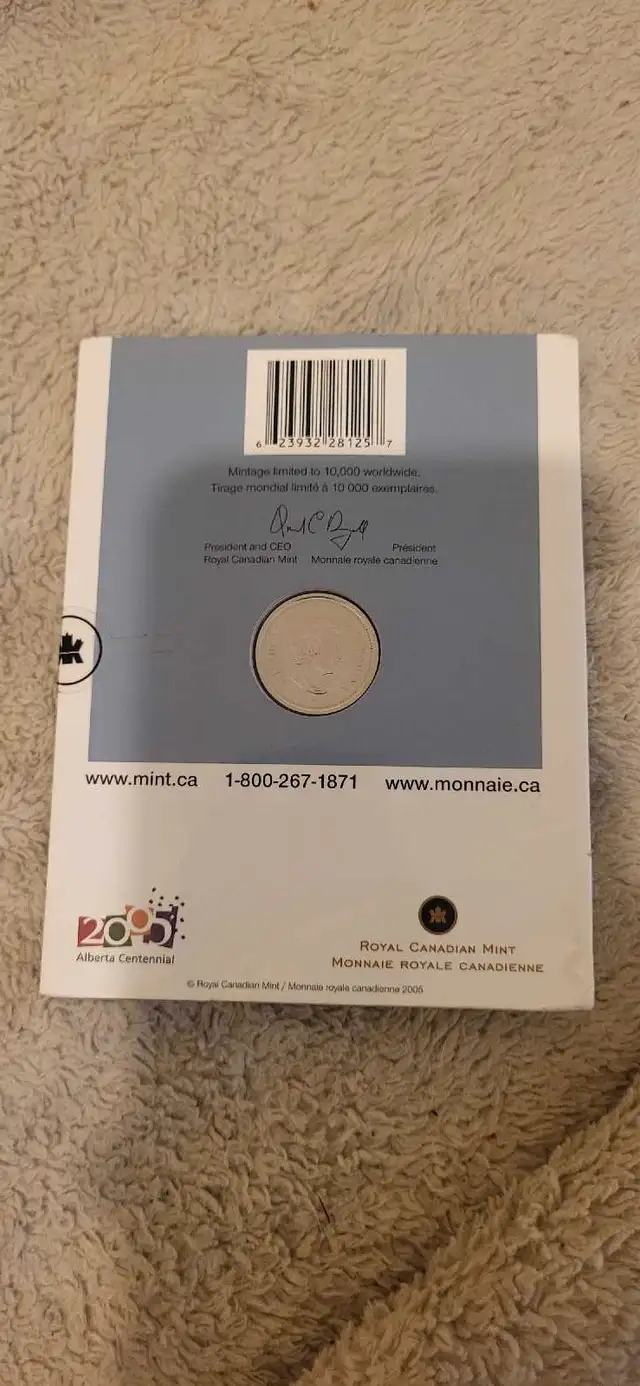 6 23932 28125 7
Mintage limited to 10,000 worldwide.
Tirage mondial limité à 10 000 exemplaires.
President and CEO Président
Royal Canadian Mint Monnaie royale canadienne
www.mint.ca 1-800-267-1871 www.monnaie.ca
2005
Alberta Centennial
ROYAL CANADIAN MINT
MONNAIE ROYALE CANADIENNE
© Royal Canadian Mint / Monnaie royale canadienne 2005